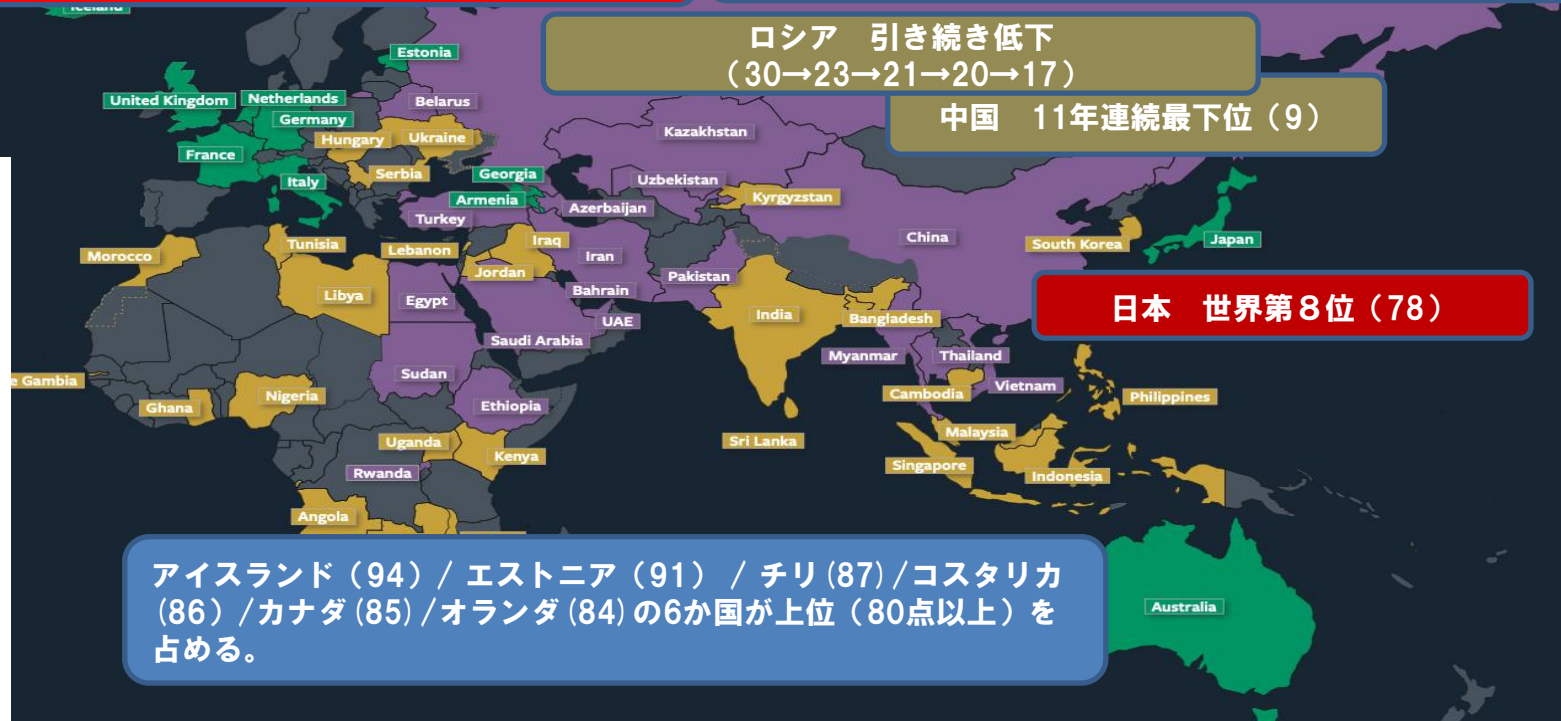 Iceland
ロシア 引き続き低下
（30→23→21→20→17）
中国 11年連続最下位（9）
Estonia
United Kingdom
Netherlands
Belarus
Germany
Kazakhstan
Hungary
Ukraine
France
Serbia
Georgia
Italy
Uzbekistan
Armenia
Kyrgyzstan
Azerbaijan
Turkey
China
South Korea
Japan
Tunisia
Lebanon
Iraq
Morocco
Iran
Jordan
Pakistan
Libya
Egypt
Bahrain
日本 世界第８位（78）
India
Bangladesh
UAE
Saudi Arabia
Myanmar
Thailand
Sudan
Vietnam
e Gambia
Nigeria
Cambodia
Philippines
Ghana
Ethiopia
Malaysia
Uganda
Sri Lanka
Kenya
Singapore
Rwanda
Indonesia
Angola
アイスランド（94）/ エストニア（91） / チリ(87)/コスタリカ
(86）/カナダ(85)/オランダ(84)の6か国が上位（80点以上）を
占める。
Australia